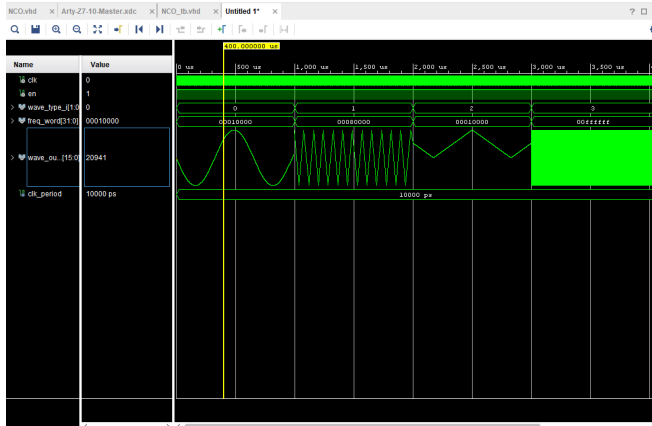 NCO.vhd × Arty-Z7-10-Master.xdc × NCO_tb.vhd × Untitled 1* ×
? □
400.000000 us
Name Value
0 us 500 us 1,000 us 1,500 us 2,000 us 2,500 us 3,000 us 3,500 us
clk 0
en 1
wave_type_i[1:0] 0 0 1 2 3
freq_word[31:0] 00010000 00010000 00080000 00010000 00ffffff
wave_ou...[15:0] 20941
clk_period 10000 ps 10000 ps